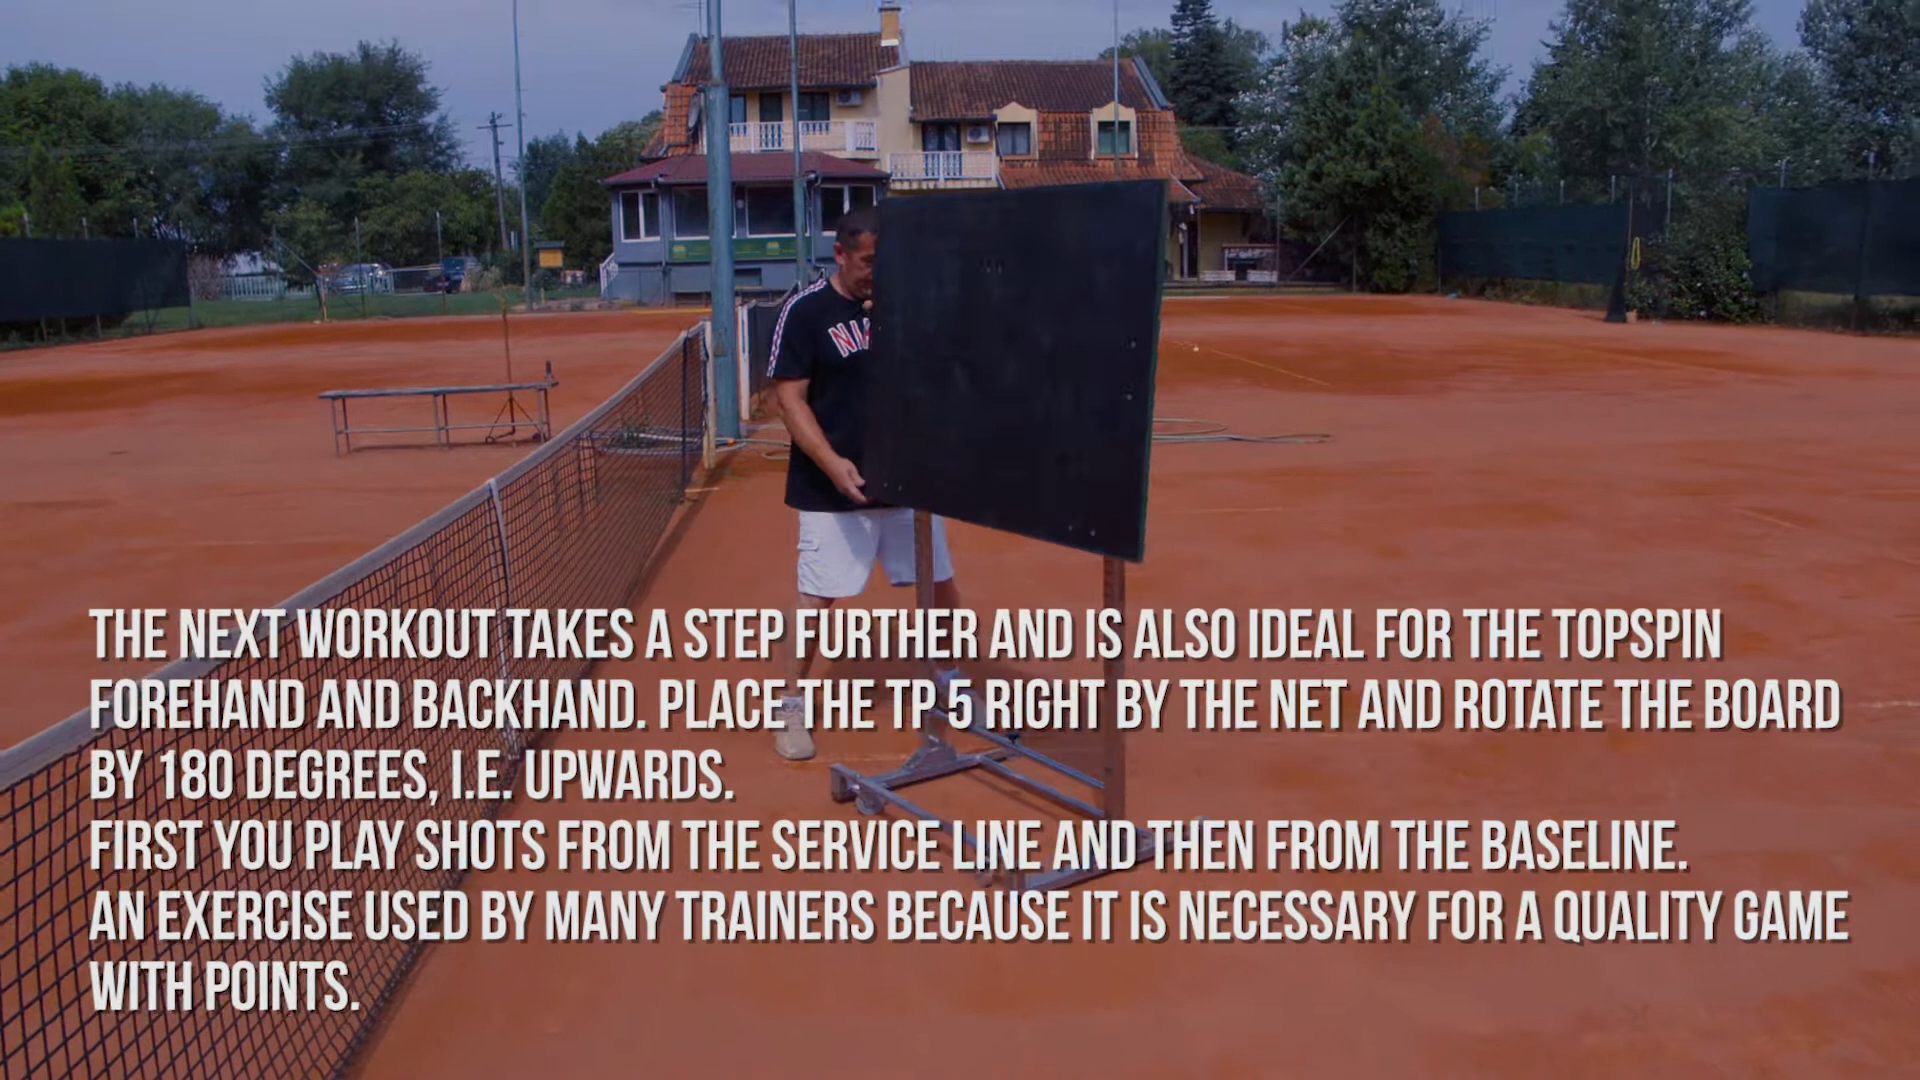 NI
THE NEXT WORKOUT TAKES A STEP FURTHER AND IS ALSO IDEAL FOR THE TOPSPIN
FOREHAND AND BACKHAND. PLACE THE TP 5 RIGHT BY THE NET AND ROTATE THE BOARD
BY 180 DEGREES, I.E. UPWARDS.
FIRST YOU PLAY SHOTS FROM THE SERVICE LINE AND THEN FROM THE BASELINE.
AN EXERCISE USED BY MANY TRAINERS BECAUSE IT IS NECESSARY FOR A QUALITY GAME
WITH POINTS.